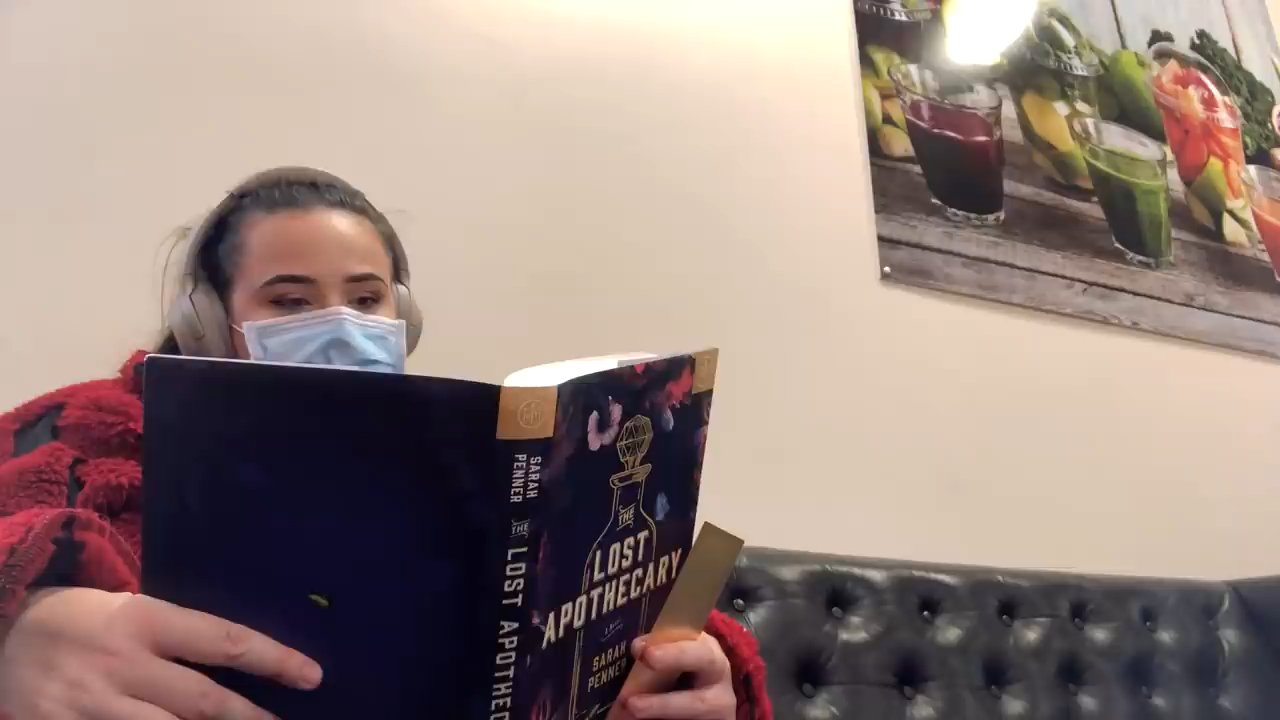 SARAH
PENNER
THE
LOST APOTHEC
THE
LOST
APOTHECARY
SARAH
PENNER